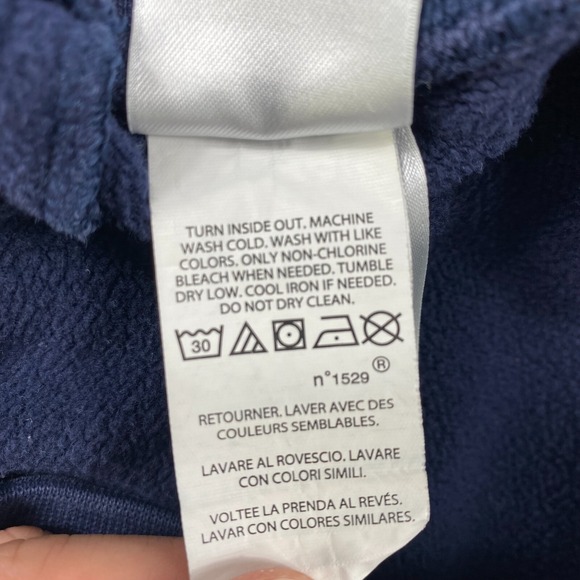 TURN INSIDE OUT. MACHINE
WASH COLD. WASH WITH LIKE
COLORS. ONLY NON-CHLORINE
BLEACH WHEN NEEDED. TUMBLE
DRY LOW. COOL IRON IF NEEDED.
DO NOT DRY CLEAN.
30
n°1529 ®
RETOURNER. LAVER AVEC DES
COULEURS SEMBLABLES.
LAVARE AL ROVESCIO. LAVARE
CON COLORI SIMILI.
VOLTEE LA PRENDA AL REVÉS.
LAVAR CON COLORES SIMILARES.